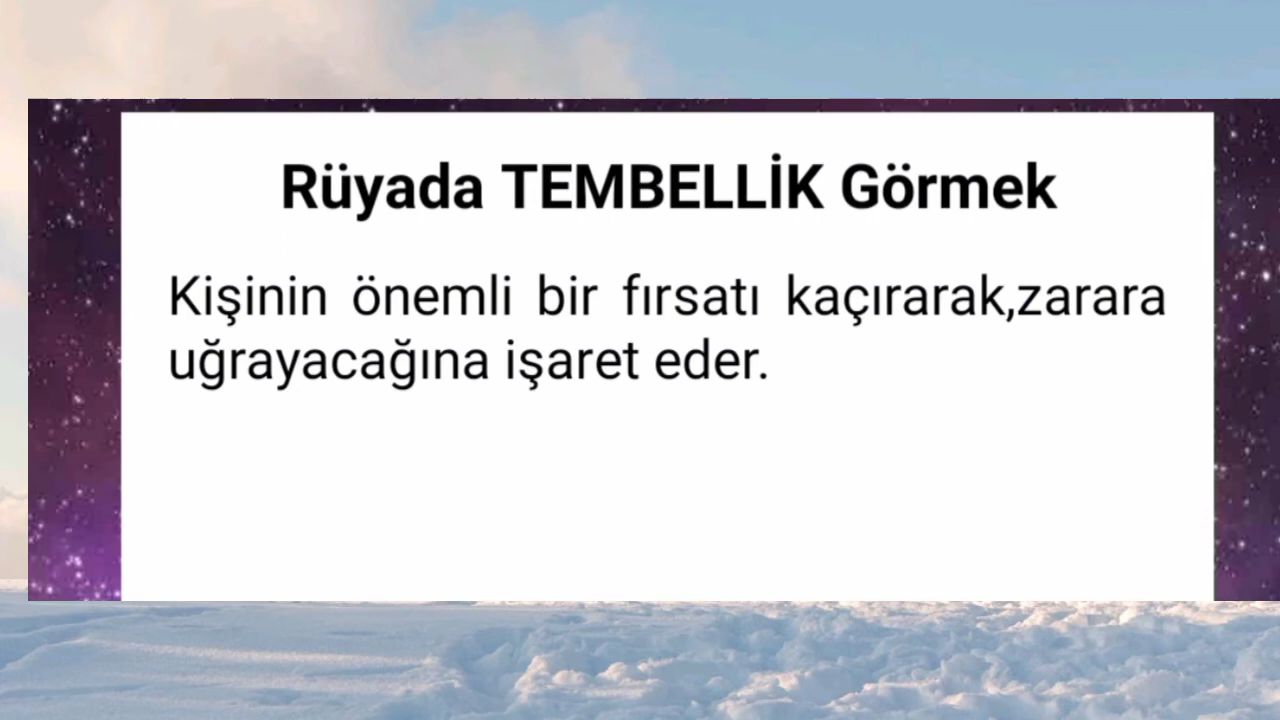 Rüyada TEMBELLİK Görmek
Kişinin önemli bir fırsatı kaçırarak,zarara
uğrayacağına işaret eder.